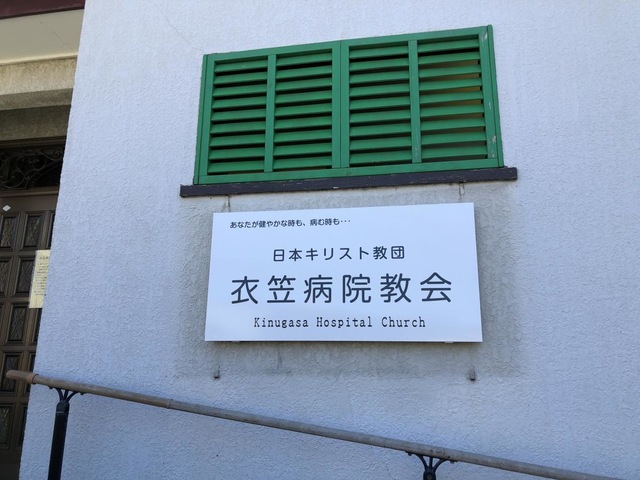 あなたが健やかな時も、病む時も・・・
日本キリスト教団
衣笠病院教会
Kinugasa Hospital Church